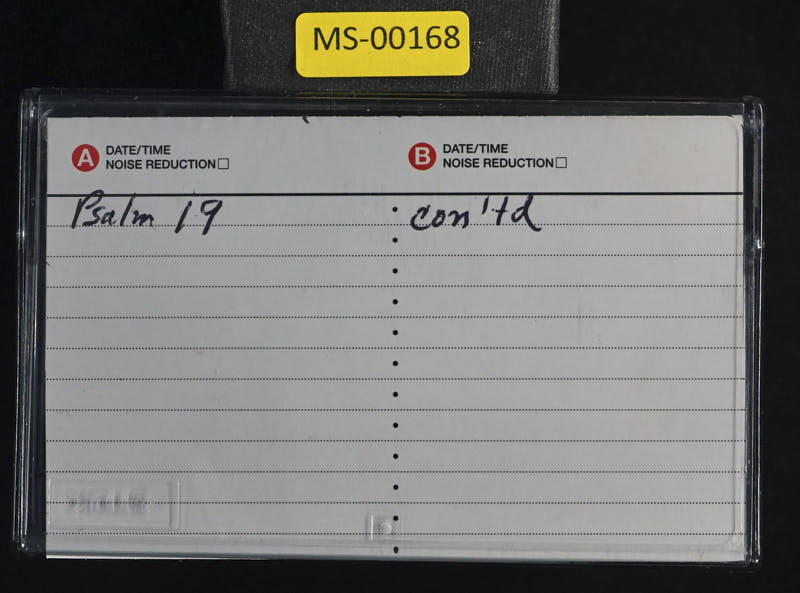 MS-00168
A DATE/TIME
NOISE REDUCTION
B DATE/TIME
NOISE REDUCTION
Psalm 19
con'td